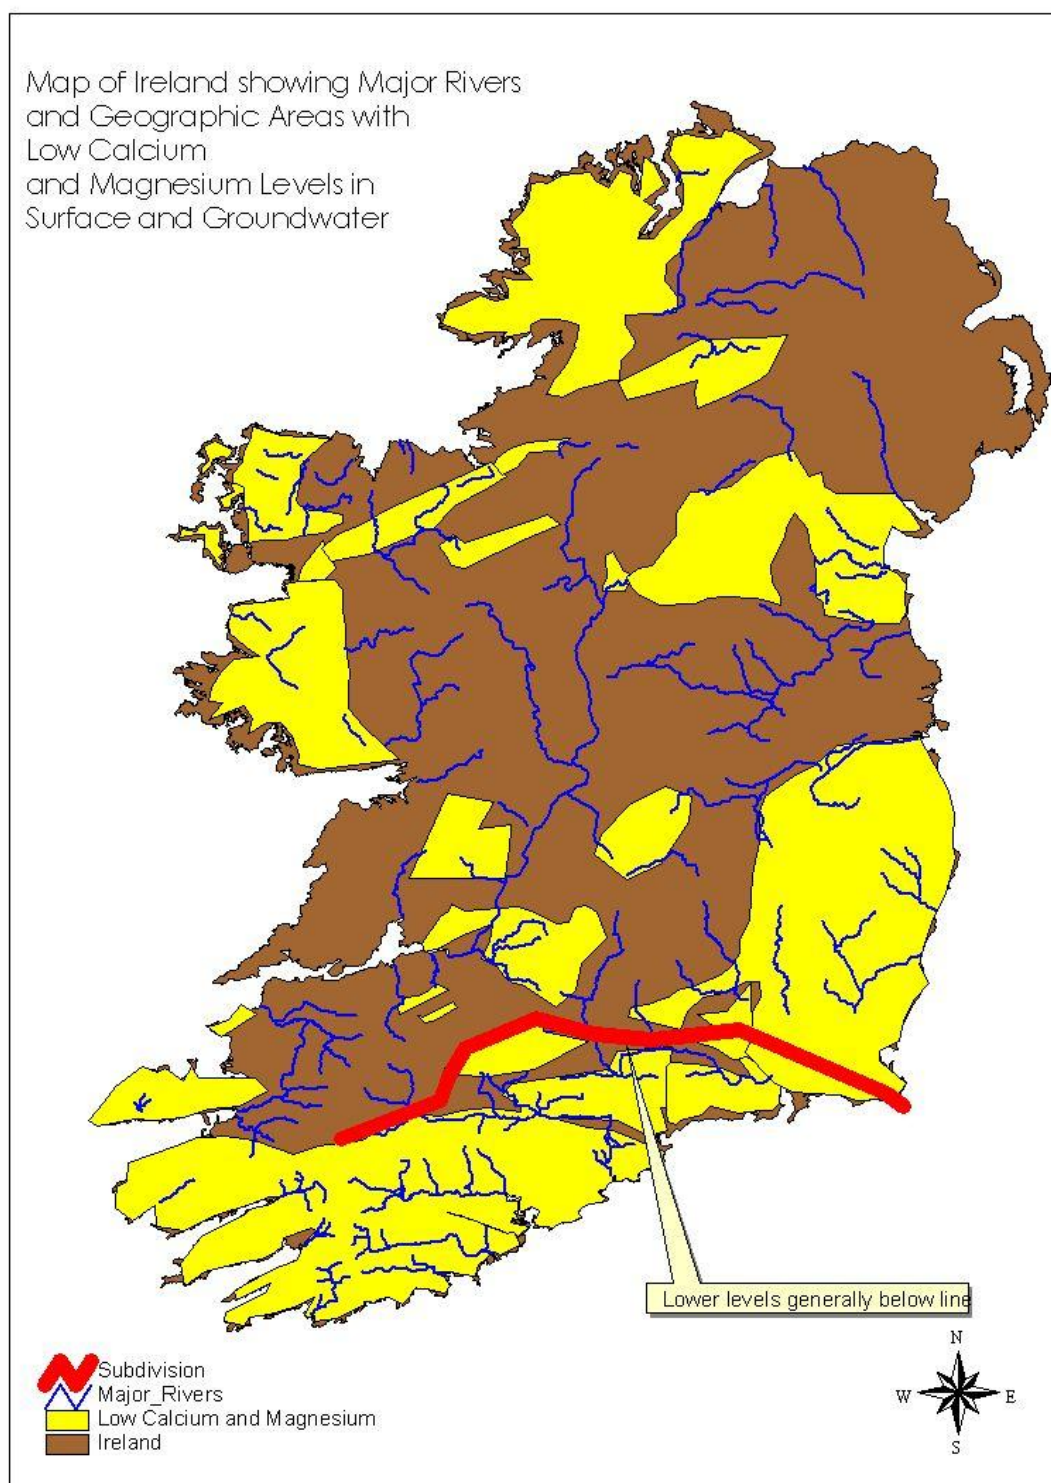 Map of Ireland showing Major Rivers
and Geographic Areas with
Low Calcium
and Magnesium Levels in
Surface and Groundwater
Lower levels generally below line
Subdivision
Major_Rivers
Low Calcium and Magnesium
Ireland
N
W E
S